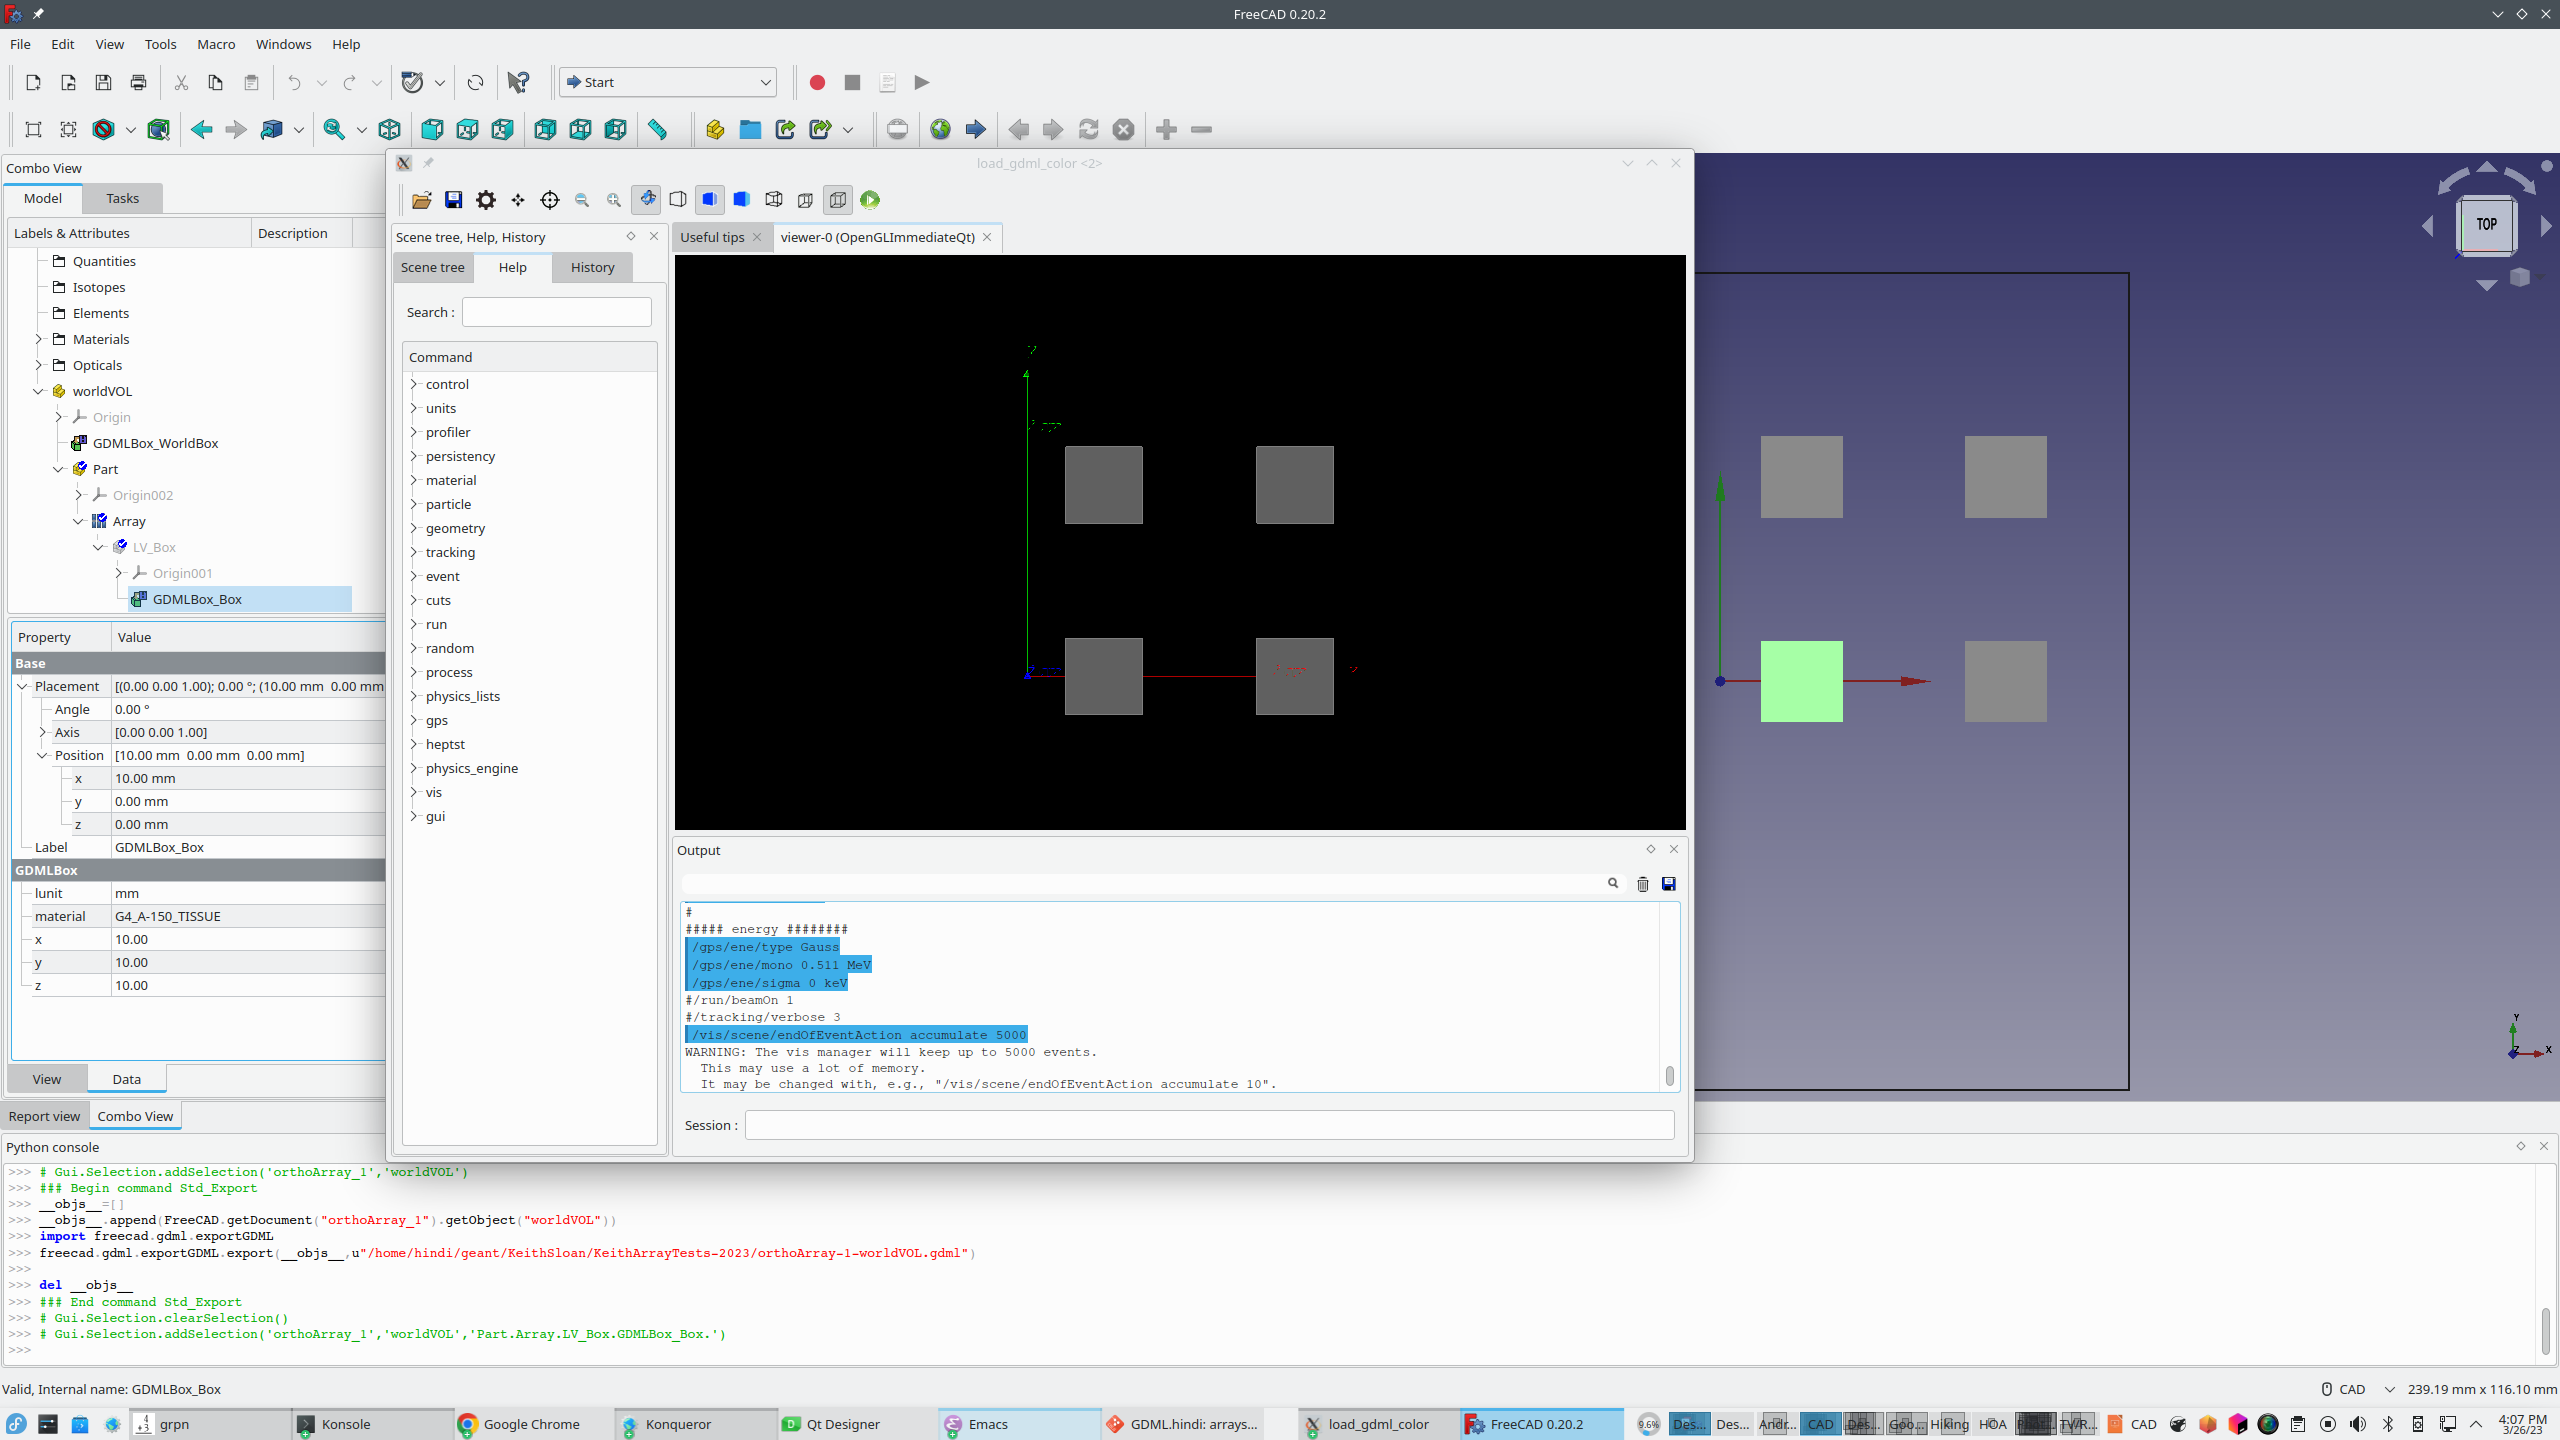 FreeCAD 0.20.2
File Edit View Tools Macro Windows Help
Start
Combo View
Model Tasks
Labels & Attributes Description
Quantities
Isotopes
Elements
Materials
Opticals
worldVOL
Origin
GDMLBox_WorldBox
Part
Origin002
Array
LV_Box
Origin001
GDMLBox_Box
Property Value
Base
Placement [(0.00 0.00 1.00); 0.00 °; (10.00 mm 0.00 mm
Angle 0.00 °
Axis [0.00 0.00 1.00]
Position [10.00 mm 0.00 mm 0.00 mm]
x 10.00 mm
y 0.00 mm
z 0.00 mm
Label GDMLBox_Box
GDMLBox
lunit mm
material G4_A-150_TISSUE
x 10.00
y 10.00
z 10.00
View Data
Report view Combo View
load_gdml_color <2>
Scene tree, Help, History
Scene tree Help History
Search :
Command
control
units
profiler
persistency
material
particle
geometry
tracking
event
cuts
run
random
process
physics_lists
gps
heptst
physics_engine
vis
gui
Useful tips viewer-0 (OpenGLImmediateQt)
Output
#
##### energy ########
/gps/ene/type Gauss
/gps/ene/mono 0.511 MeV
/gps/ene/sigma 0 keV
#/run/beamOn 1
#/tracking/verbose 3
/vis/scene/endOfEventAction accumulate 5000
WARNING: The vis manager will keep up to 5000 events.
This may use a lot of memory.
It may be changed with, e.g., "/vis/scene/endOfEventAction accumulate 10".
Session :
TOP
Y
Z
X
Python console
>>> # Gui.Selection.addSelection('orthoArray_1','worldVOL')
>>> ### Begin command Std_Export
>>> __objs__=[]
>>> __objs__.append(FreeCAD.getDocument("orthoArray_1").getObject("worldVOL"))
>>> import freecad.gdml.exportGDML
>>> freecad.gdml.exportGDML.export(__objs__,u"/home/hindi/geant/KeithSloan/KeithArrayTests-2023/orthoArray-1-worldVOL.gdml")
>>>
>>> del __objs__
>>> ### End command Std_Export
>>> # Gui.Selection.clearSelection()
>>> # Gui.Selection.addSelection('orthoArray_1','worldVOL','Part.Array.LV_Box.GDMLBox_Box.')
>>>
Valid, Internal name: GDMLBox_Box
CAD 239.19 mm x 116.10 mm
grpn Konsole Google Chrome Konqueror Qt Designer Emacs GDML.hindi: arrays... load_gdml_color FreeCAD 0.20.2 9.6% Des... Des... Andr... CAD Des... Goo... Hiking HOA CAD
4:07 PM
3/26/23